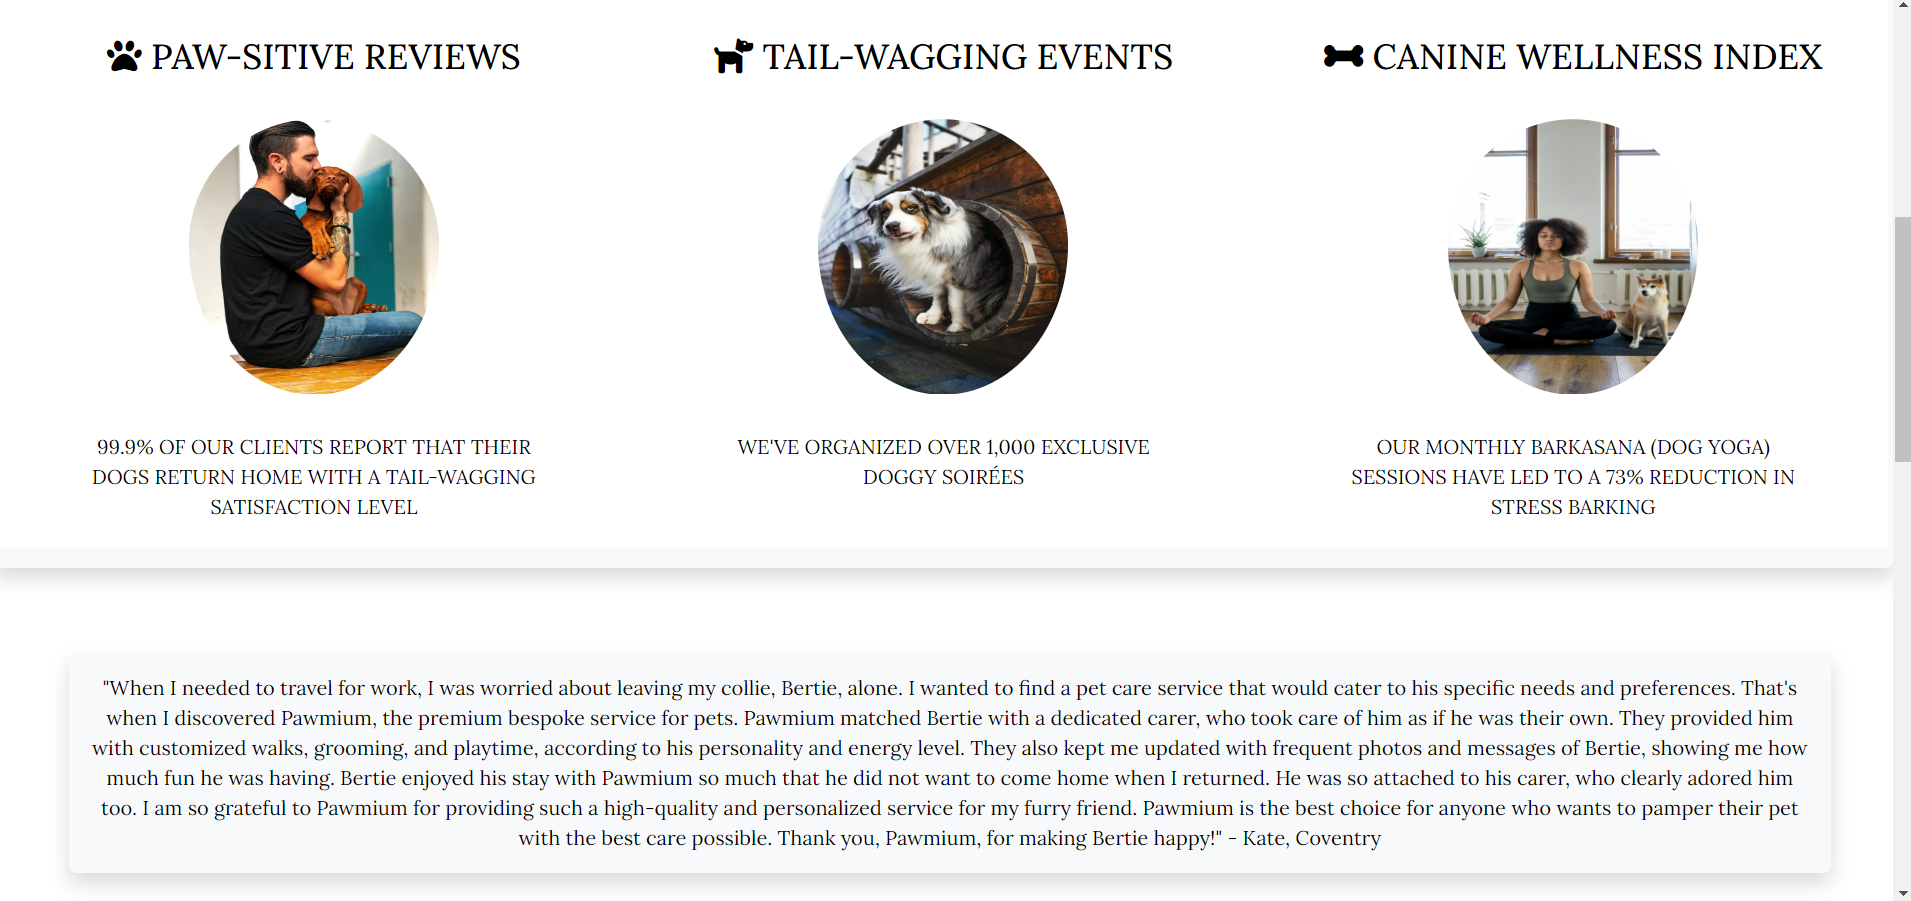 PAW-SITIVE REVIEWS
TAIL-WAGGING EVENTS
CANINE WELLNESS INDEX
99.9% OF OUR CLIENTS REPORT THAT THEIR
DOGS RETURN HOME WITH A TAIL-WAGGING
SATISFACTION LEVEL
WE'VE ORGANIZED OVER 1,000 EXCLUSIVE
DOGGY SOIRÉES
OUR MONTHLY BARKASANA (DOG YOGA)
SESSIONS HAVE LED TO A 73% REDUCTION IN
STRESS BARKING
"When I needed to travel for work, I was worried about leaving my collie, Bertie, alone. I wanted to find a pet care service that would cater to his specific needs and preferences. That's
when I discovered Pawmium, the premium bespoke service for pets. Pawmium matched Bertie with a dedicated carer, who took care of him as if he was their own. They provided him
with customized walks, grooming, and playtime, according to his personality and energy level. They also kept me updated with frequent photos and messages of Bertie, showing me how
much fun he was having. Bertie enjoyed his stay with Pawmium so much that he did not want to come home when I returned. He was so attached to his carer, who clearly adored him
too. I am so grateful to Pawmium for providing such a high-quality and personalized service for my furry friend. Pawmium is the best choice for anyone who wants to pamper their pet
with the best care possible. Thank you, Pawmium, for making Bertie happy!" - Kate, Coventry